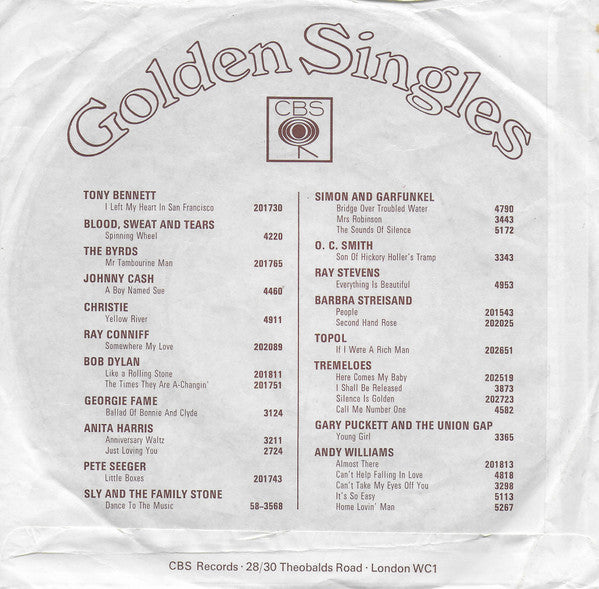 Golden Singles
CBS
TONY BENNETT
I Left My Heart In San Francisco 201730
BLOOD, SWEAT AND TEARS
Spinning Wheel 4220
THE BYRDS
Mr Tambourine Man 201765
JOHNNY CASH
A Boy Named Sue 4460
CHRISTIE
Yellow River 4911
RAY CONNIFF
Somewhere My Love 202089
BOB DYLAN
Like a Rolling Stone 201811
The Times They Are A-Changin' 201751
GEORGIE FAME
Ballad Of Bonnie And Clyde 3124
ANITA HARRIS
Anniversary Waltz 3211
Just Loving You 2724
PETE SEEGER
Little Boxes 201743
SLY AND THE FAMILY STONE
Dance To The Music 58-3568
SIMON AND GARFUNKEL
Bridge Over Troubled Water 4790
Mrs Robinson 3443
The Sounds Of Silence 5172
O. C. SMITH
Son Of Hickory Holler's Tramp 3343
RAY STEVENS
Everything Is Beautiful 4953
BARBRA STREISAND
People 201543
Second Hand Rose 202025
TOPOL
If I Were A Rich Man 202651
TREMELOES
Here Comes My Baby 202519
I Shall Be Released 3873
Silence Is Golden 202723
Call Me Number One 4582
GARY PUCKETT AND THE UNION GAP
Young Girl 3365
ANDY WILLIAMS
Almost There 201813
Can't Help Falling In Love 4818
Can't Take My Eyes Off You 3298
It's So Easy 5113
Home Lovin' Man 5267
CBS Records · 28/30 Theobalds Road · London WC1